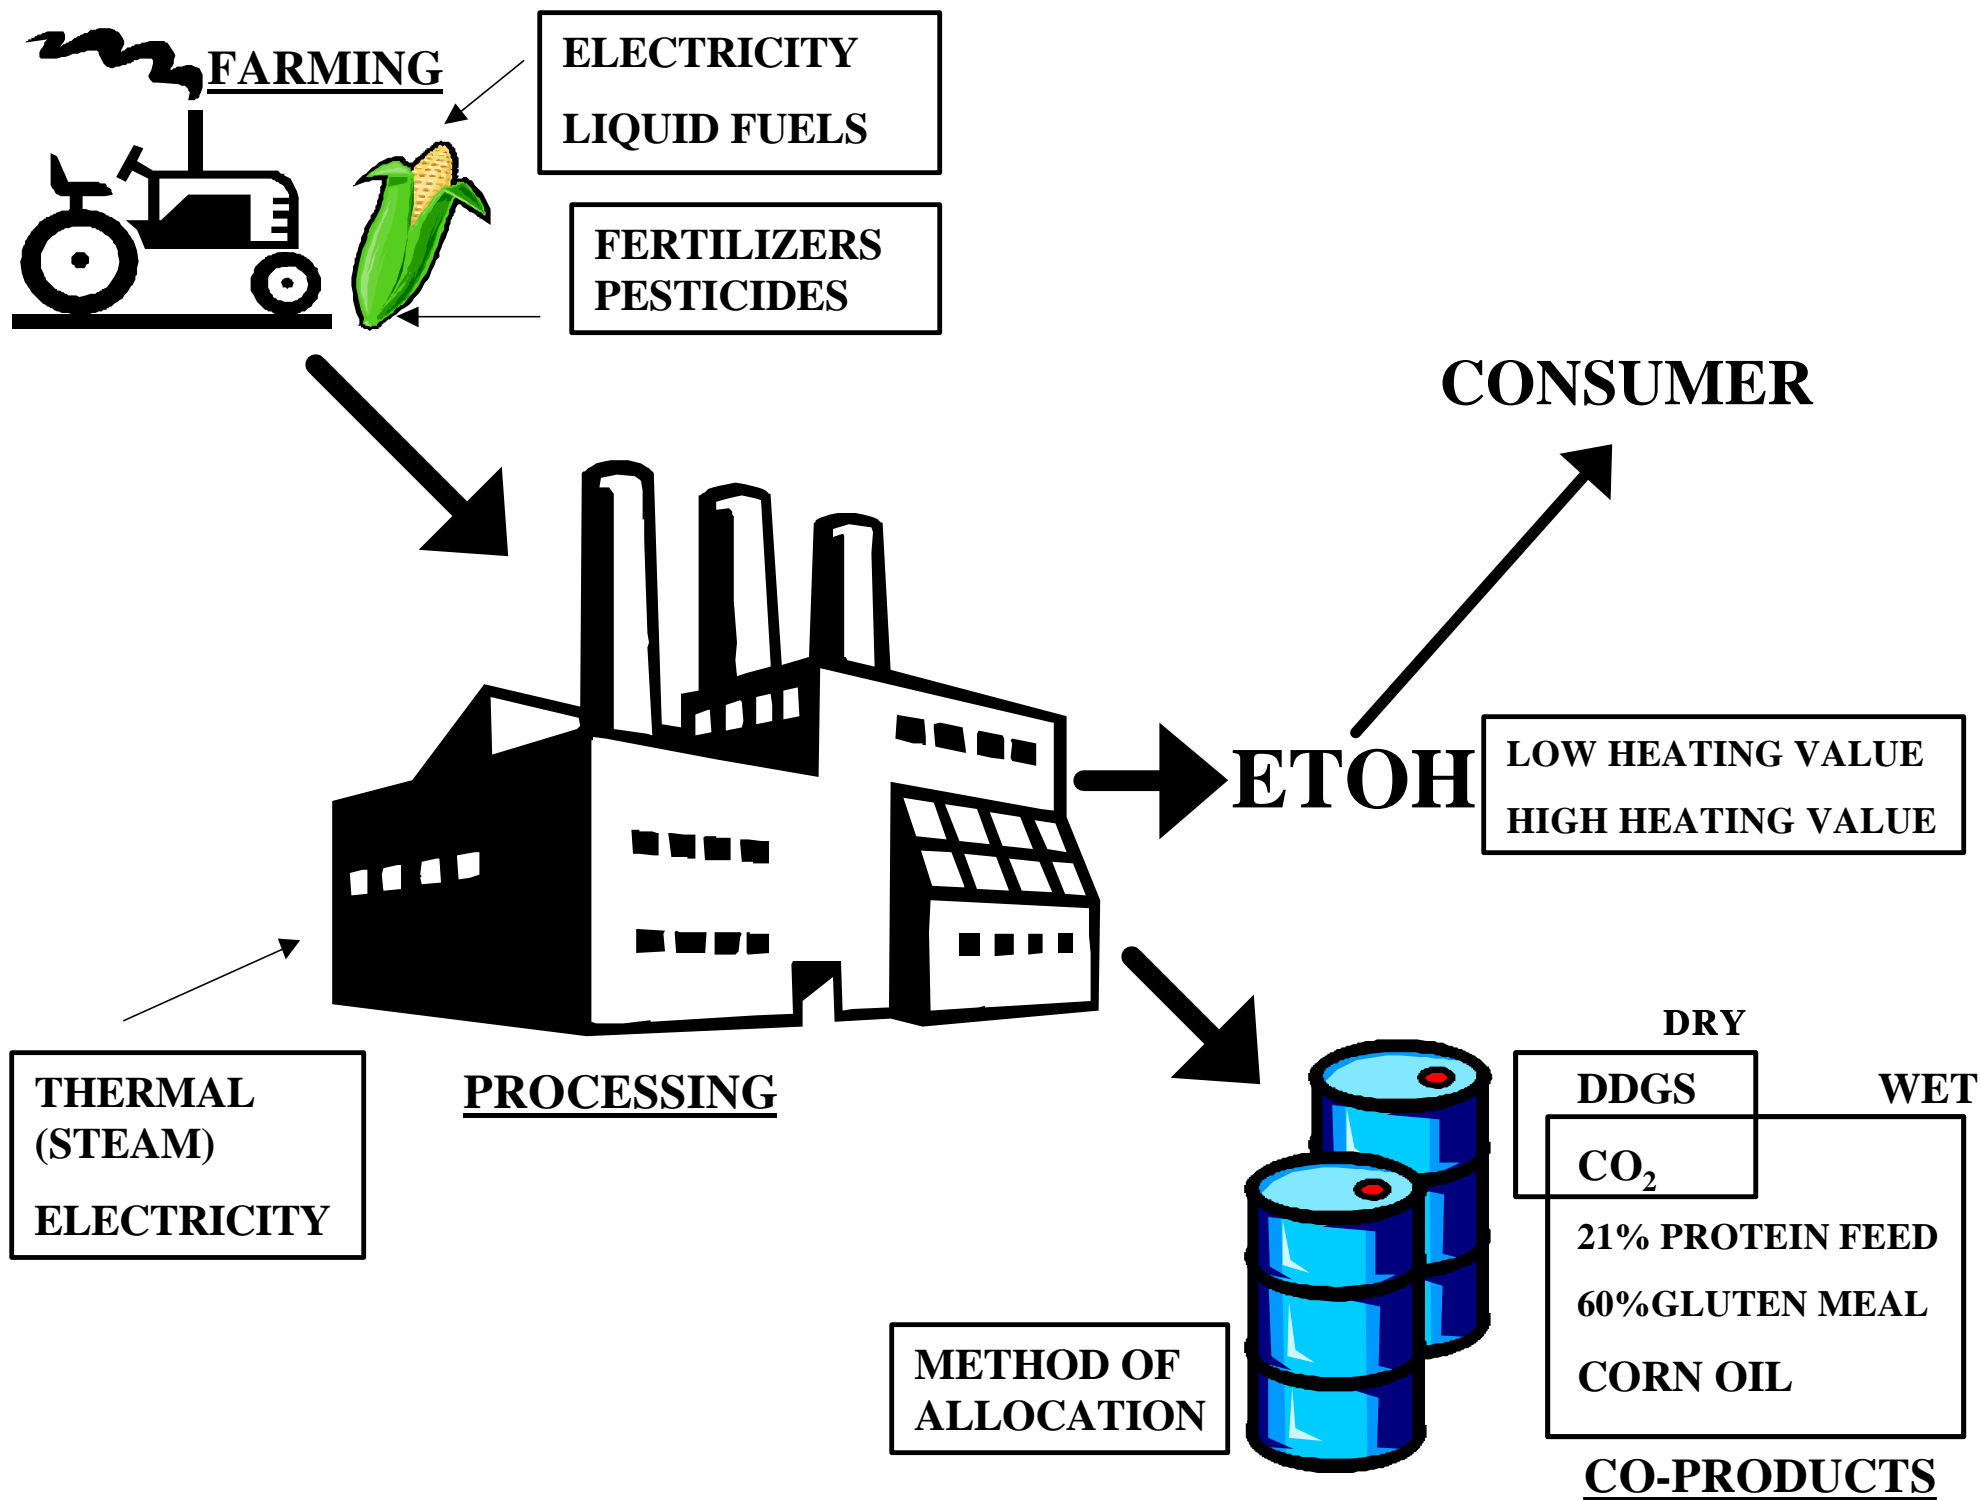 FARMING
ELECTRICITY
LIQUID FUELS
FERTILIZERS
PESTICIDES
CONSUMER
ETOH
LOW HEATING VALUE
HIGH HEATING VALUE
THERMAL
(STEAM)
ELECTRICITY
PROCESSING
DRY
DDGS
WET
CO₂
21% PROTEIN FEED
60%GLUTEN MEAL
CORN OIL
METHOD OF
ALLOCATION
CO-PRODUCTS